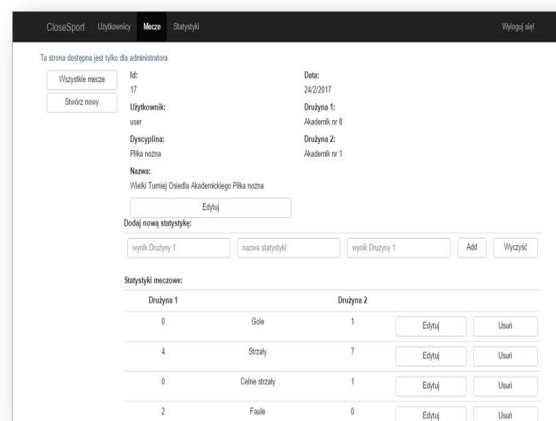 CloseSport Użytkownicy Mecze Statystyki Wyloguj się!
Ta strona dostępna jest tylko dla administratora
Wszystkie mecze
Stwórz nowy
Id: Data:
17 24/2/2017
Użytkownik: Drużyna 1:
user Akademik nr 8
Dyscyplina: Drużyna 2:
Piłka nożna Akademik nr 1
Nazwa:
Wielki Turniej Osiedla Akademickiego Piłka nożna
Edytuj
Dodaj nową statystykę:
wynik Drużyny 1 nazwa statystyki wynik Drużyny 1 Add Wyczyść
Statystyki meczowe:
Drużyna 1 Drużyna 2
0 Gole 1 Edytuj Usuń
4 Strzały 7 Edytuj Usuń
0 Celne strzały 1 Edytuj Usuń
2 Faule 0 Edytuj Usuń